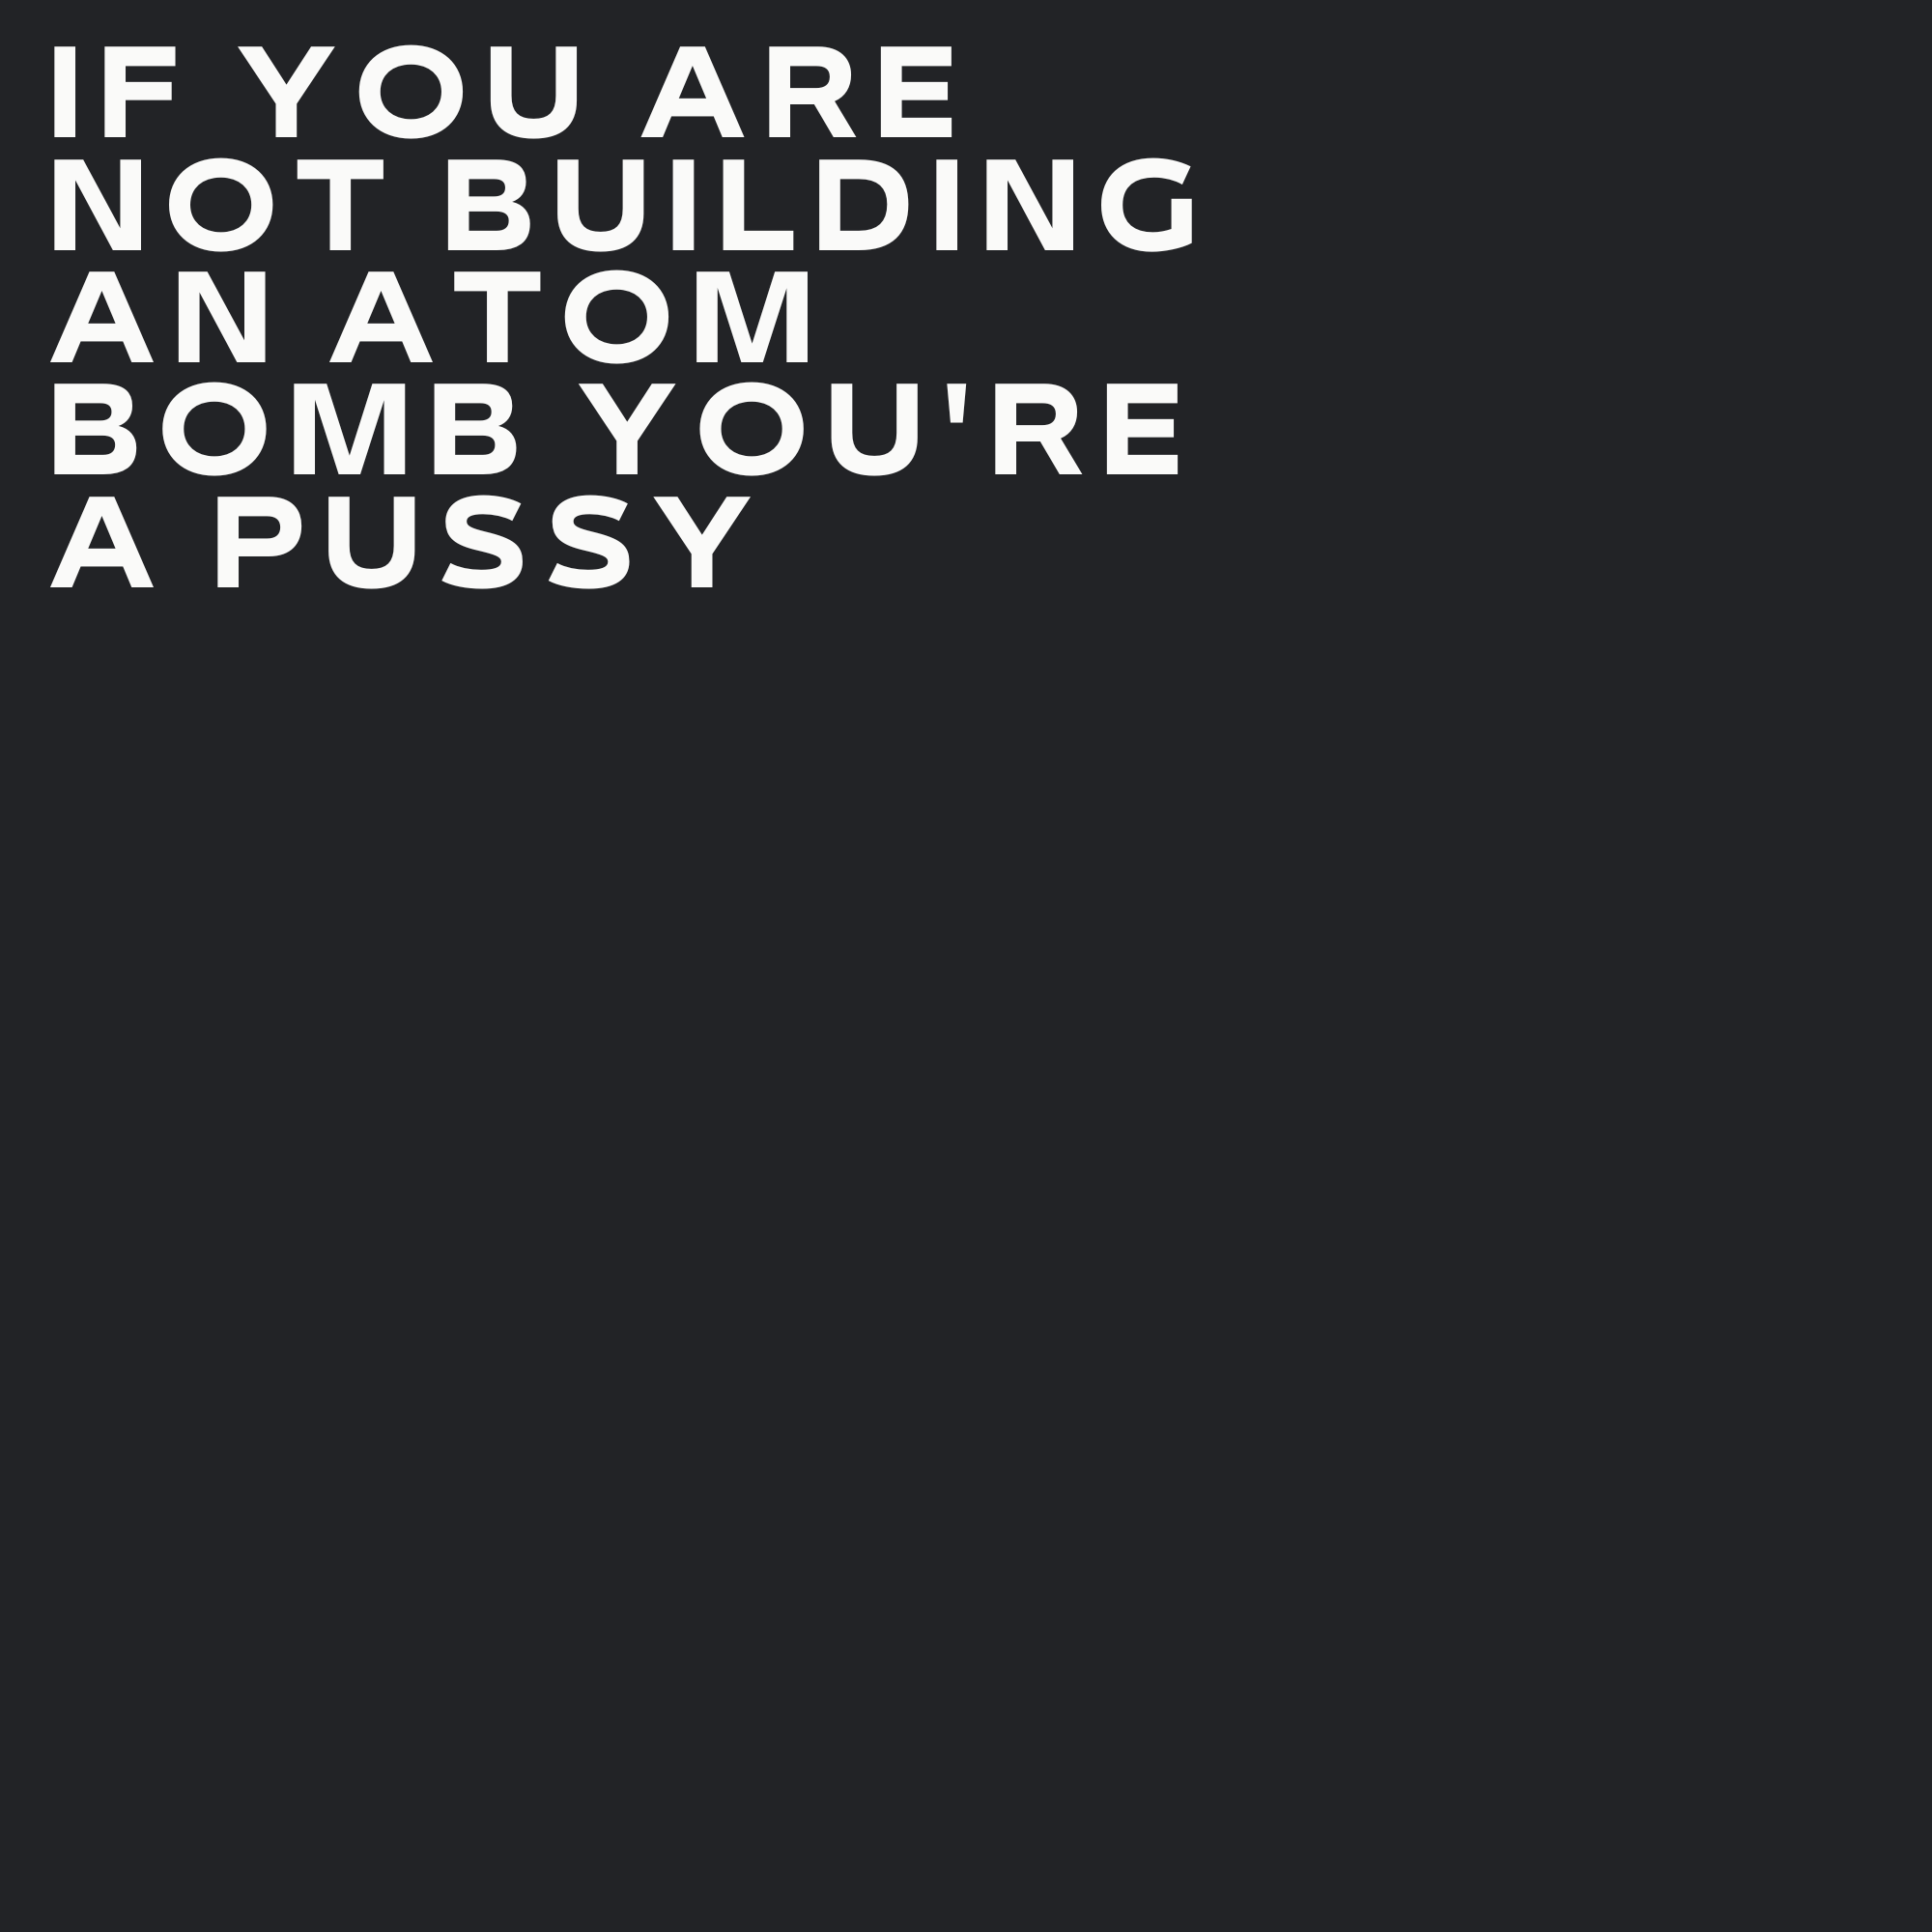 IF YOU ARE
NOT BUILDING
AN ATOM
BOMB YOU'RE
A PUSSY